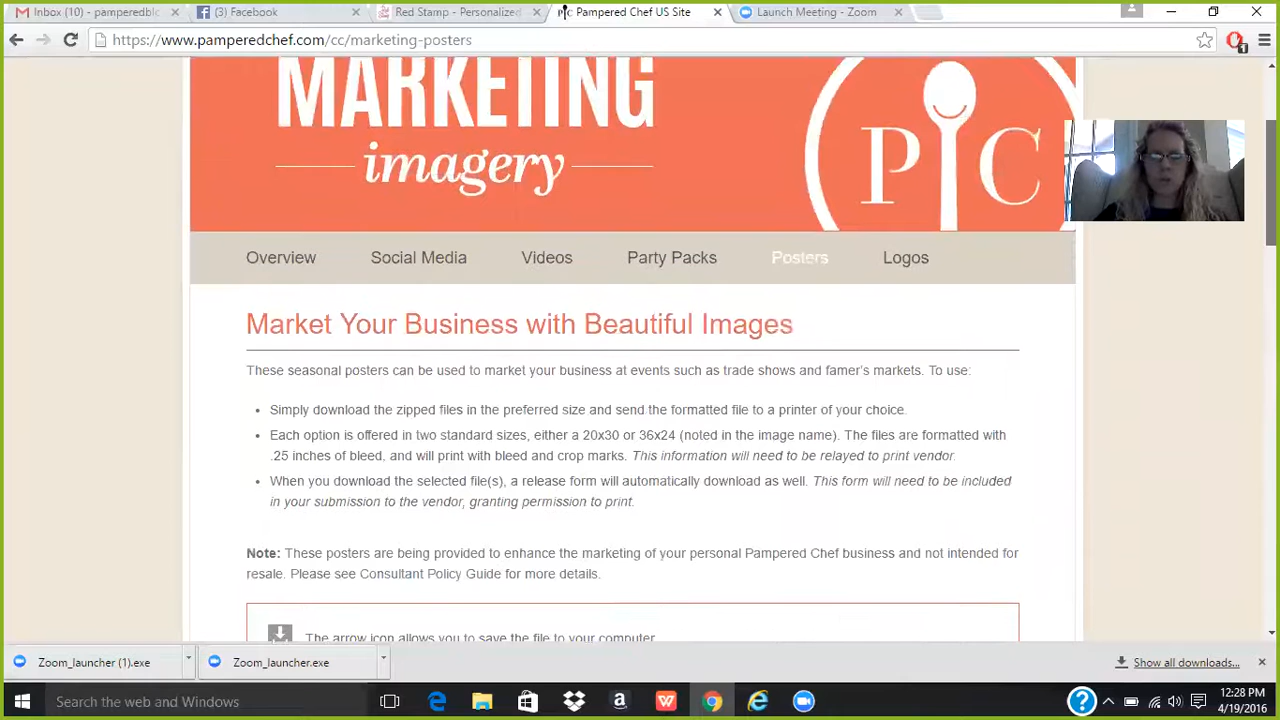 Inbox (10) - pamperedbl
Facebook
Red Stamp - Personalized
Pampered Chef US Site
Launch Meeting - Zoom
https://www.pamperedchef.com/cc/marketing-posters
MARKETING
imagery
P C
Overview
Social Media
Videos
Party Packs
Posters
Logos
Market Your Business with Beautiful Images
These seasonal posters can be used to market your business at events such as trade shows and famer's markets. To use:
• Simply download the zipped files in the preferred size and send the formatted file to a printer of your choice.
• Each option is offered in two standard sizes, either a 20x30 or 36x24 (noted in the image name). The files are formatted with
.25 inches of bleed, and will print with bleed and crop marks. This information will need to be relayed to print vendor.
• When you download the selected file(s), a release form will automatically download as well. This form will need to be included
in your submission to the vendor, granting permission to print.
Note: These posters are being provided to enhance the marketing of your personal Pampered Chef business and not intended for
resale. Please see Consultant Policy Guide for more details.
The arrow icon allows you to save the file to your computer
Zoom_launcher (1).exe
Zoom_launcher.exe
Show all downloads...
Search the web and Windows
12:28 PM
4/19/2016